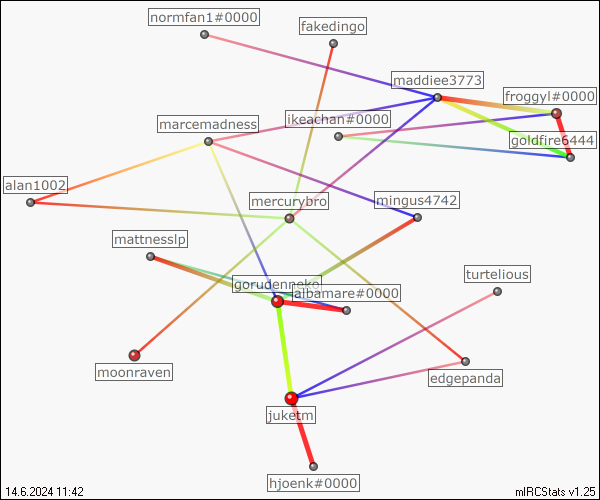 normfan1#0000
fakedingo
maddiee3773
froggyl#0000
ikeachan#0000
marcemadness
goldfire6444
alan1002
mercurybro
mingus4742
mattnesslp
turtelious
gorudenneko
albamare#0000
moonraven
edgepanda
juketm
hjoenk#0000
14.6.2024 11:42
mIRCStats v1.25